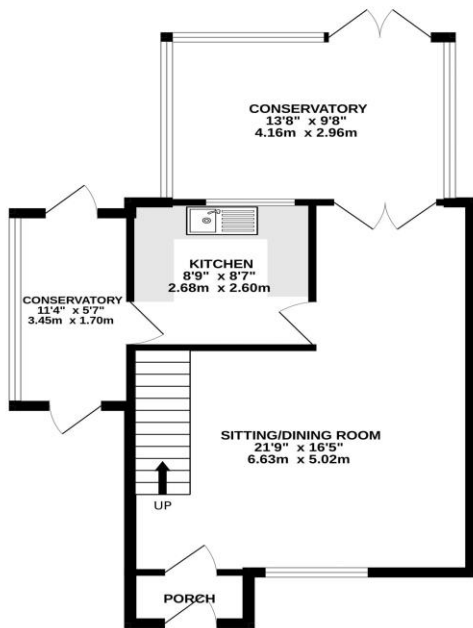 CONSERVATORY
13'8" x 9'8"
4.16m x 2.96m
KITCHEN
8'9" x 8'7"
2.68m x 2.60m
CONSERVATORY
11'4" x 5'7"
3.45m x 1.70m
SITTING/DINING ROOM
21'9" x 16'5"
6.63m x 5.02m
UP
PORCH